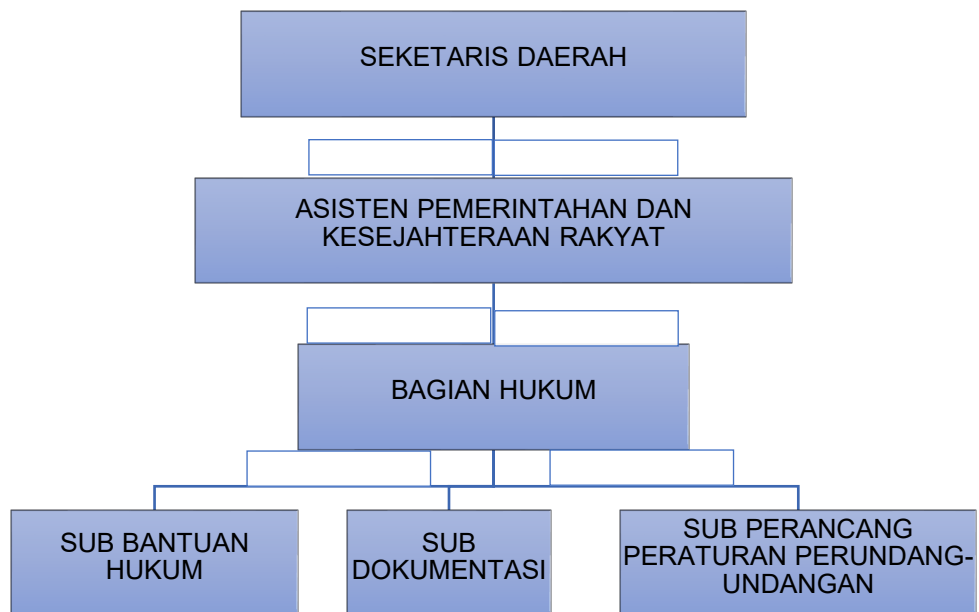 SEKETARIS DAERAH
ASISTEN PEMERINTAHAN DAN
KESEJAHTERAAN RAKYAT
BAGIAN HUKUM
SUB BANTUAN
HUKUM
SUB
DOKUMENTASI
SUB PERANCANG
PERATURAN PERUNDANG-
UNDANGAN